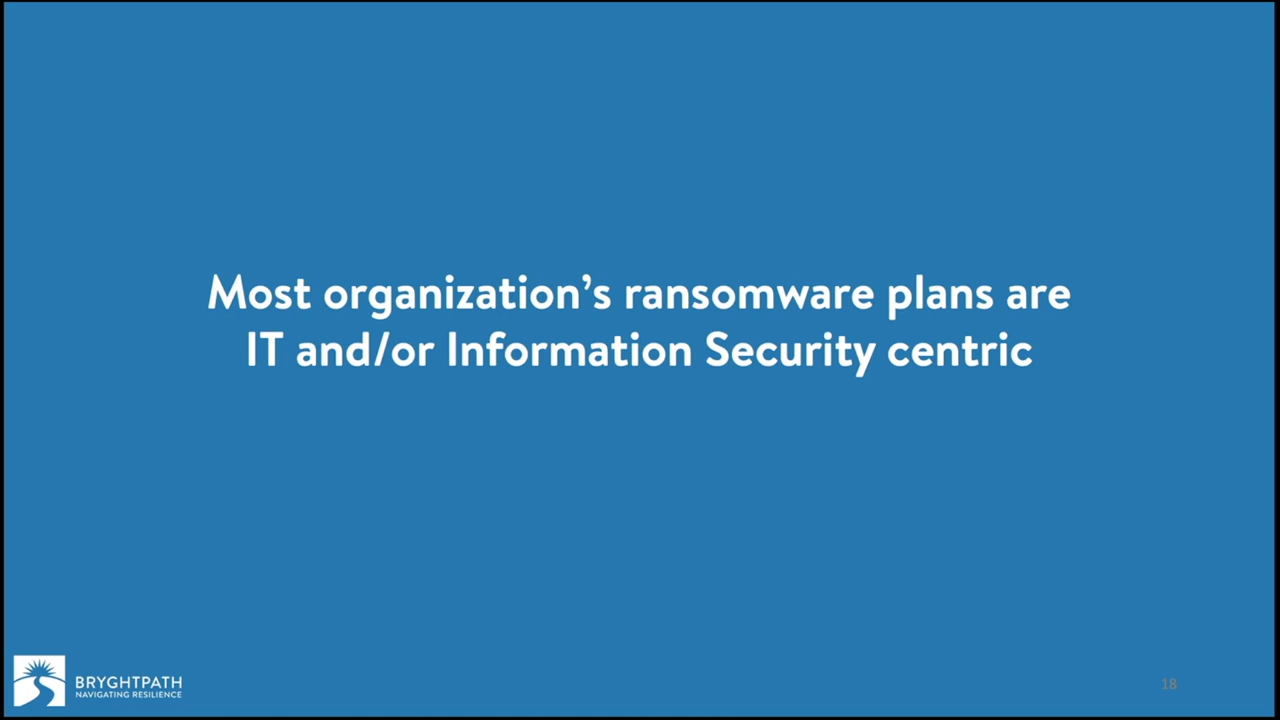 Most organization’s ransomware plans are
IT and/or Information Security centric
BRYGHTPATH
NAVIGATING RESILIENCE
18